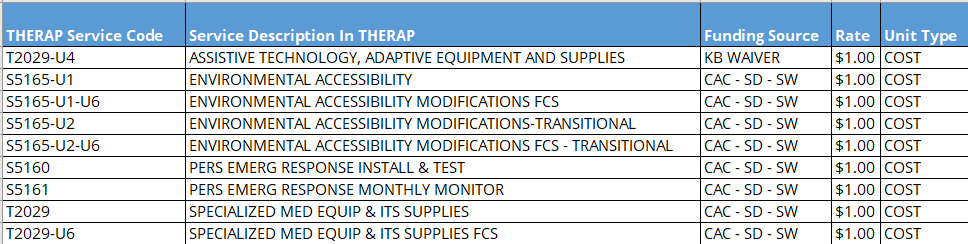 THERAP Service Code Service Description In THERAP Funding Source Rate Unit Type
T2029-U4 ASSISTIVE TECHNOLOGY, ADAPTIVE EQUIPMENT AND SUPPLIES KB WAIVER $1.00 COST
S5165-U1 ENVIRONMENTAL ACCESSIBILITY CAC - SD - SW $1.00 COST
S5165-U1-U6 ENVIRONMENTAL ACCESSIBILITY MODIFICATIONS FCS CAC - SD - SW $1.00 COST
S5165-U2 ENVIRONMENTAL ACCESSIBILITY MODIFICATIONS-TRANSITIONAL CAC - SD - SW $1.00 COST
S5165-U2-U6 ENVIRONMENTAL ACCESSIBILITY MODIFICATIONS FCS - TRANSITIONAL CAC - SD - SW $1.00 COST
S5160 PERS EMERG RESPONSE INSTALL & TEST CAC - SD - SW $1.00 COST
S5161 PERS EMERG RESPONSE MONTHLY MONITOR CAC - SD - SW $1.00 COST
T2029 SPECIALIZED MED EQUIP & ITS SUPPLIES CAC - SD - SW $1.00 COST
T2029-U6 SPECIALIZED MED EQUIP & ITS SUPPLIES FCS CAC - SD - SW $1.00 COST